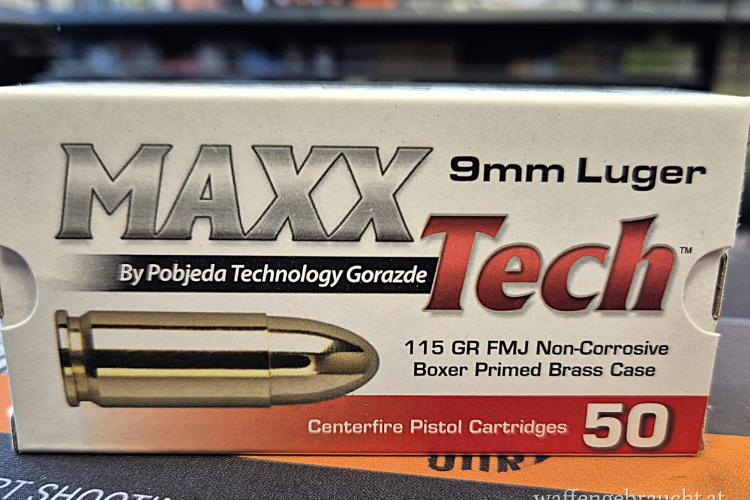 MAXX
9mm Luger
Tech™
By Pobjeda Technology Gorazde
115 GR FMJ Non-Corrosive
Boxer Primed Brass Case
Centerfire Pistol Cartridges 50
SHOOTING
waffengebraucht.at